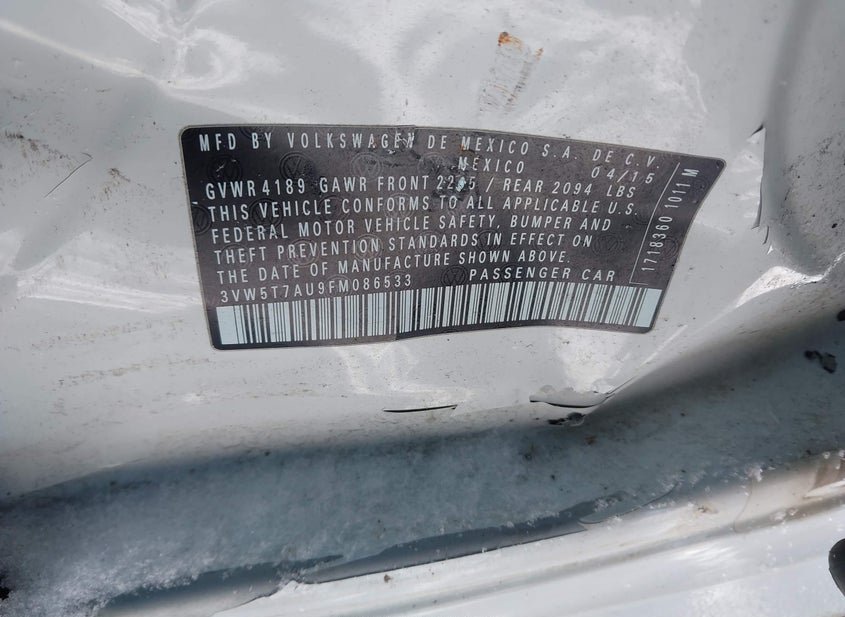 MFD BY VOLKSWAGEN DE MEXICO S.A. DE C.V.
MEXICO 04/15
GVWR 4189 GAWR FRONT / REAR 2094 LBS
THIS VEHICLE CONFORMS TO ALL APPLICABLE U.S.
FEDERAL MOTOR VEHICLE SAFETY, BUMPER AND
THEFT PREVENTION STANDARDS IN EFFECT ON
THE DATE OF MANUFACTURE SHOWN ABOVE.
3VW5T7AU9FM086533 PASSENGER CAR
1718360 1011 M